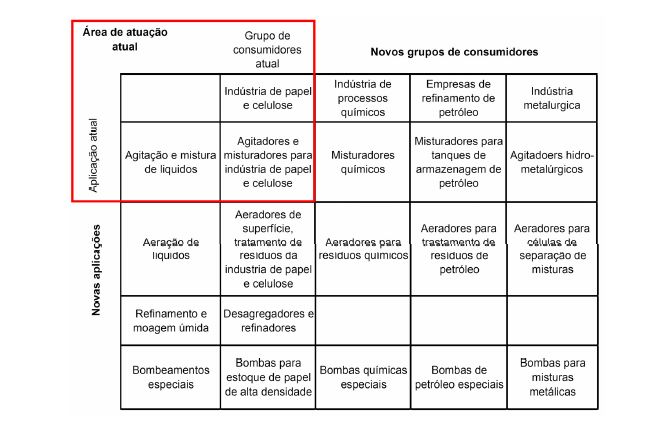 Área de atuação
atual
Grupo de
consumidores
atual
Novos grupos de consumidores
Indústria de papel
e celulose
Indústria de
processos
químicos
Empresas de
refinamento de
petróleo
Indústria
metalurgica
Aplicação atual
Agitação e mistura
de liquidos
Agitadores e
misturadores para
indústria de papel
e celulose
Misturadores
químicos
Misturadores para
tanques de
armazenagem de
petróleo
Agitadoers hidro-
metalúrgicos
Novas aplicações
Aeração de
líquidos
Aeradores de
superfície,
tratamento de
resíduos da
industria de papel
e celulose
Aeradores para
resíduos químicos
Aeradores para
trastamento de
resíduos de
petróleo
Aeradores para
células de
separação de
misturas
Refinamento e
moagem úmida
Desagregadores e
refinadores
Bombeamentos
especiais
Bombas para
estoque de papel
de alta densidade
Bombas químicas
especiais
Bombas de
petróleo especiais
Bombas para
misturas
metálicas